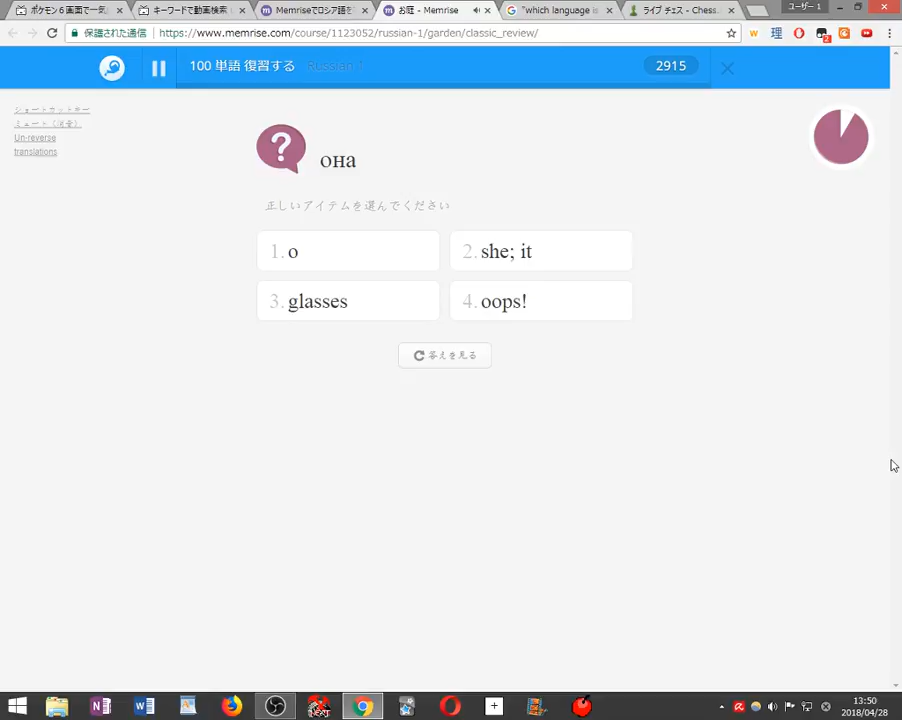 ポケモン６画面で一気
キーワードで動画検索
Memriseでロシア語を
お庭 - Memrise
"which language is
ライブ チェス - Chess.
ユーザー 1
保護された通信
https://www.memrise.com/course/1123052/russian-1/garden/classic_review/
100 単語 復習する
Russian 1
2915
ショートカットキー
ミュート（消音）
Un-reverse
translations
она
正しいアイテムを選んでください
1. o
2. she; it
3. glasses
4. oops!
答えを見る
13:50
2018/04/28